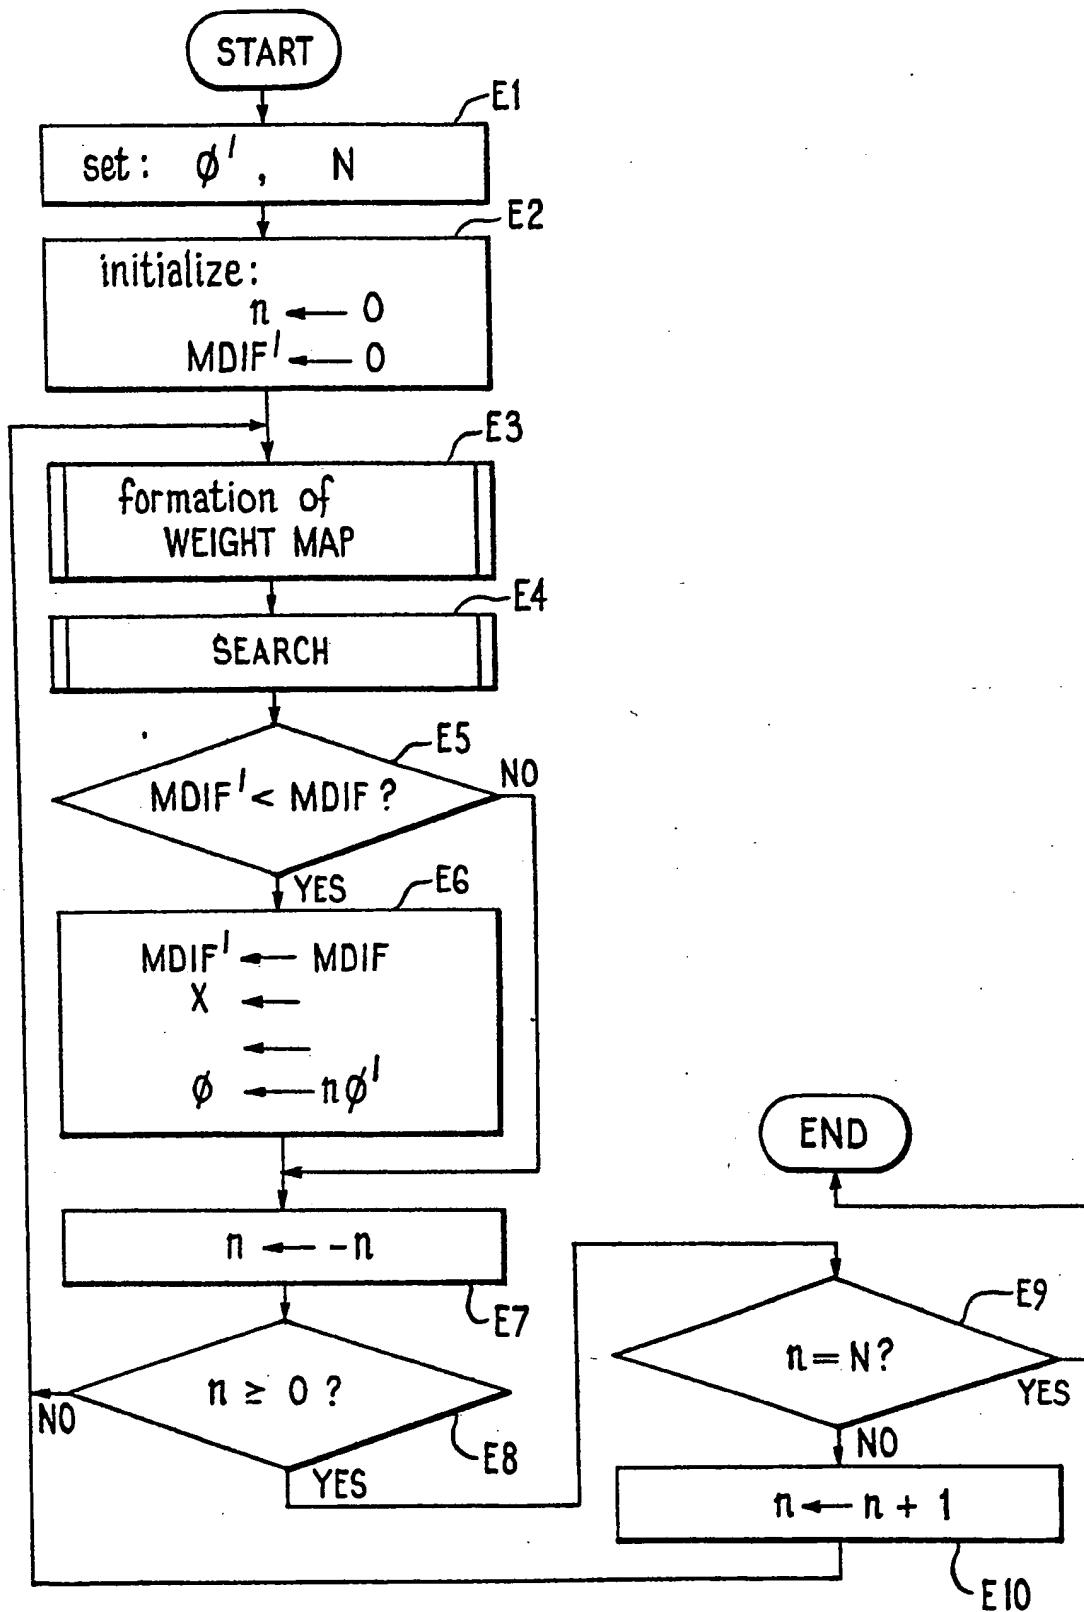 START
E1
set: ϕ', N
E2
initialize:
n ← 0
MDIF' ← 0
E3
formation of
WEIGHT MAP
E4
SEARCH
E5
MDIF' < MDIF ?
NO
YES
E6
MDIF' ← MDIF
X ←
←
ϕ ← nϕ'
n ← -n
E7
n ≥ 0 ?
NO
E8
YES
END
E9
n = N?
YES
NO
n ← n + 1
E10